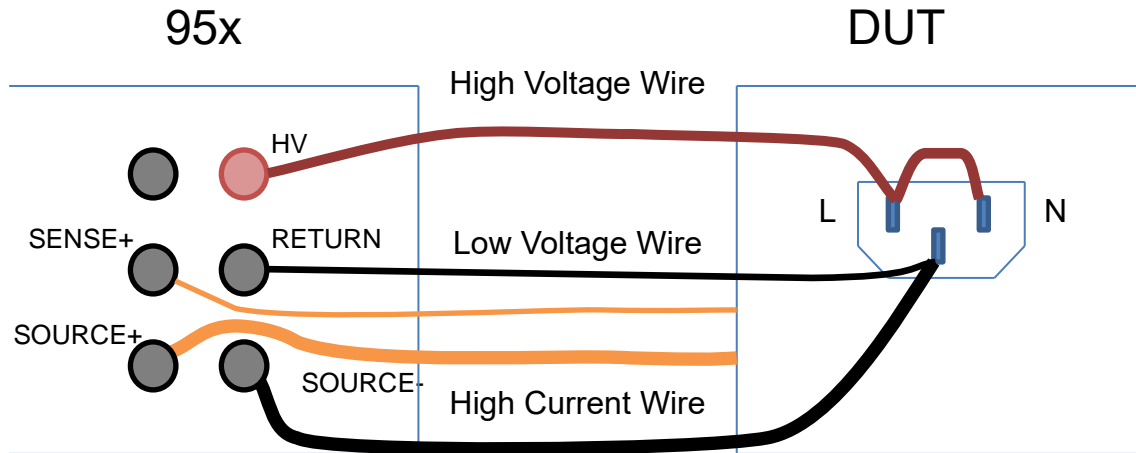 95x
DUT
High Voltage Wire
HV
L
N
SENSE+
RETURN
Low Voltage Wire
SOURCE+
SOURCE-
High Current Wire